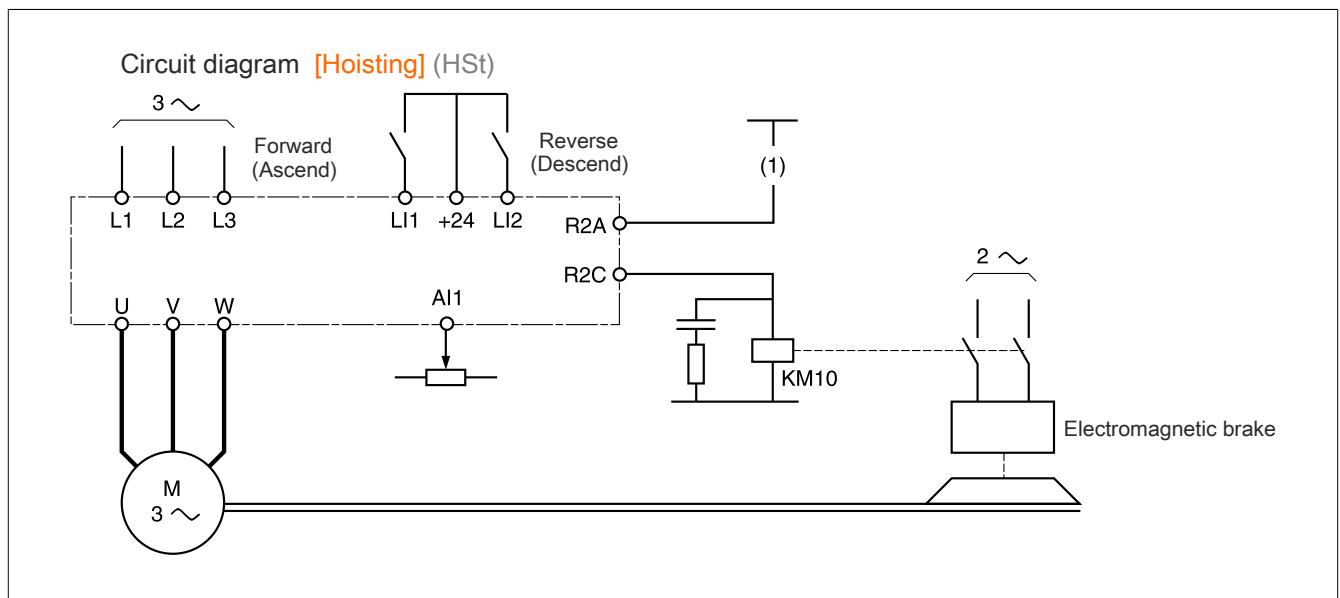 Circuit diagram [Hoisting] (HSt)
3
Forward
(Ascend)
Reverse
(Descend)
(1)
L1 L2 L3 LI1 +24 LI2
R2A
R2C
2
U V W
AI1
KM10
Electromagnetic brake
M
3